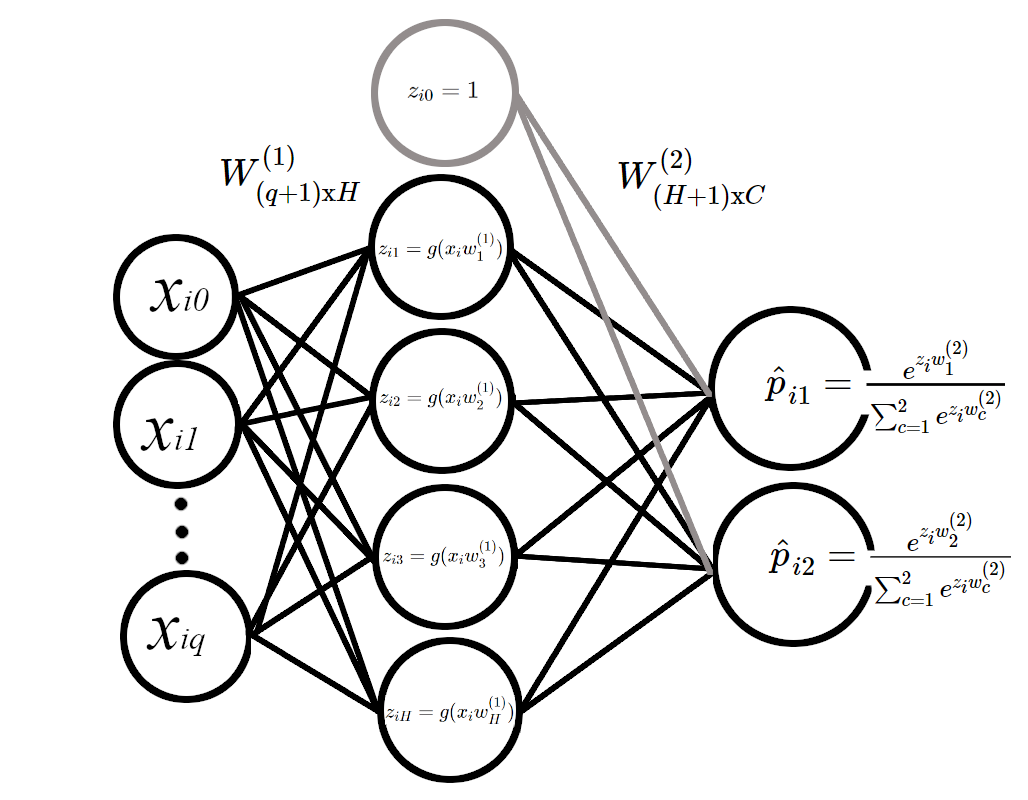 z_{i0} = 1
W^{(1)}_{(q+1)xH}
W^{(2)}_{(H+1)xC}
x_{i0}
x_{i1}
x_{iq}
z_{i1} = g(x_i w_1^{(1)})
z_{i2} = g(x_i w_2^{(1)})
z_{i3} = g(x_i w_3^{(1)})
z_{iH} = g(x_i w_H^{(1)})
\hat{p}_{i1} = \frac{e^{z_i w_1^{(2)}}}{\sum_{c=1}^{2} e^{z_i w_c^{(2)}}}
\hat{p}_{i2} = \frac{e^{z_i w_2^{(2)}}}{\sum_{c=1}^{2} e^{z_i w_c^{(2)}}}